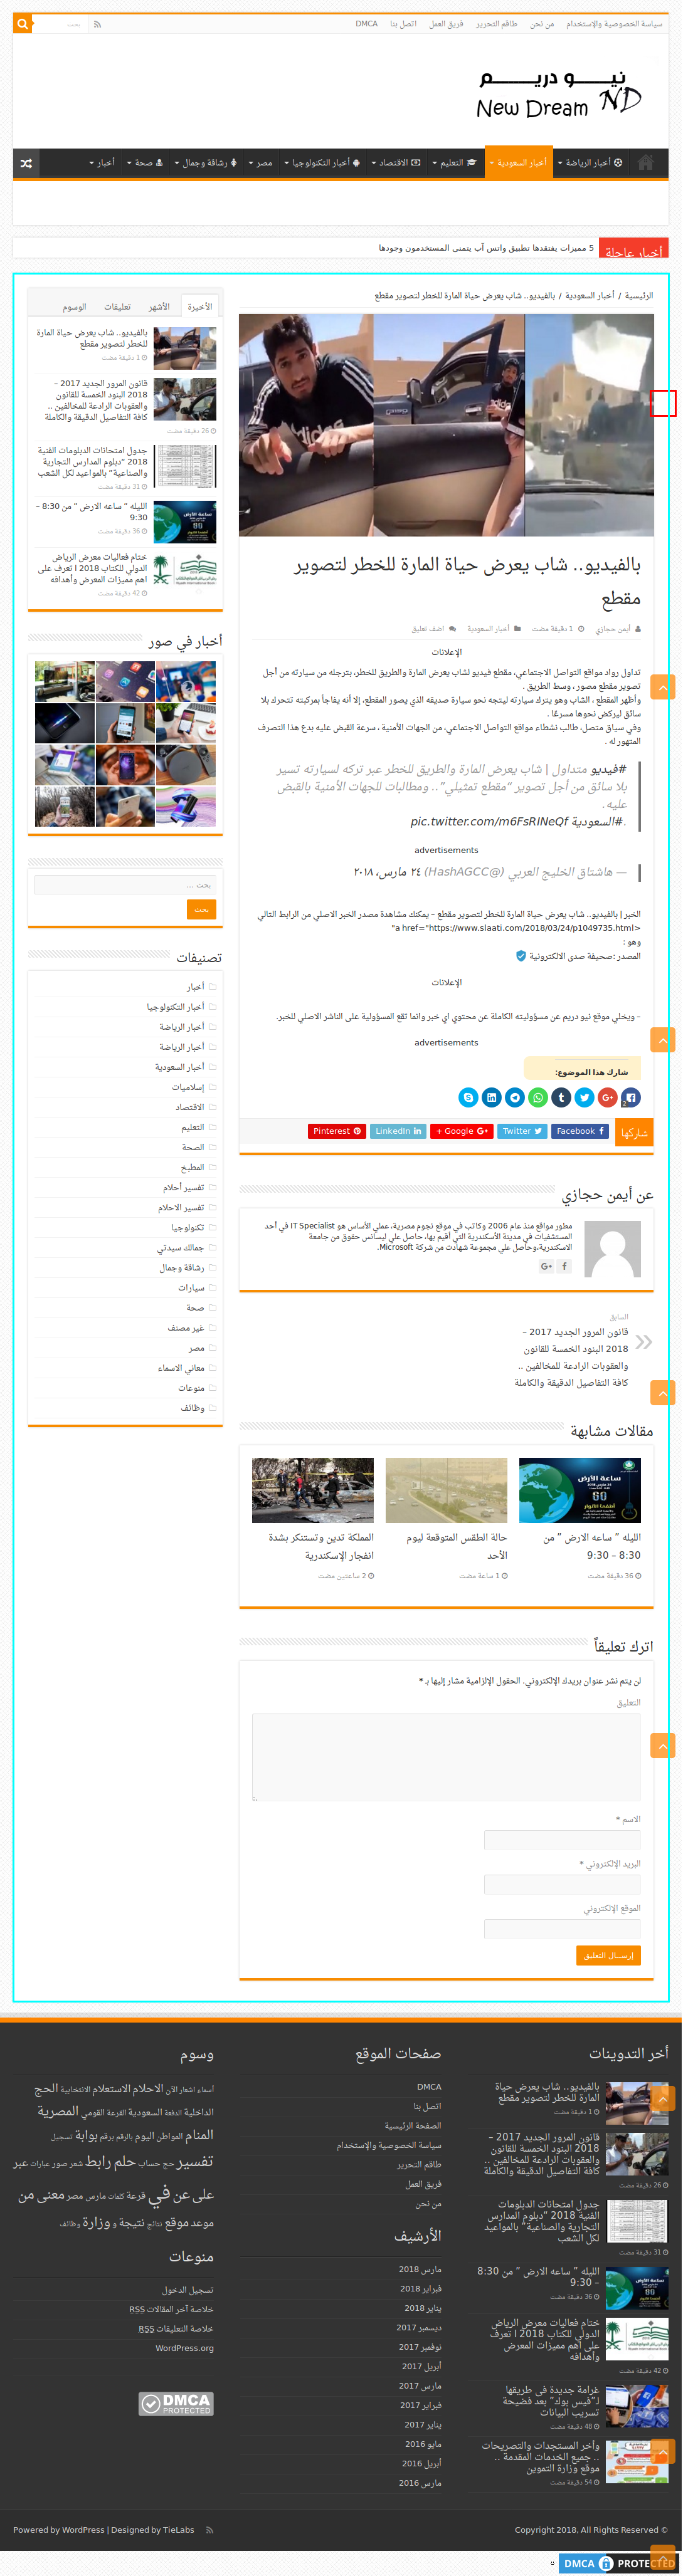 سياسة الخصوصية والإستخدام
من نحن
طاقم التحرير
فريق العمل
اتصل بنا
DMCA
بحث
نيـــو دريـــم
New Dream ND
أخبار الرياضة
أخبار السعودية
التعليم
الاقتصاد
أخبار التكنولوجيا
مصر
رشاقة وجمال
صحة
أخبار
أخبار عاجلة
5 مميزات يفتقدها تطبيق واتس آب يتمنى المستخدمون وجودها
الرئيسية / أخبار السعودية / بالفيديو.. شاب يعرض حياة المارة للخطر لتصوير مقطع
بالفيديو.. شاب يعرض حياة المارة للخطر لتصوير
مقطع
أيمن حجازي
1 دقيقة مضت
أخبار السعودية
اضف تعليق
الإعلانات
تداول رواد مواقع التواصل الاجتماعي، مقطع فيديو لشاب يعرض المارة والطريق للخطر، بترجله من سيارته من أجل
تصوير مقطع مصور، وسط الطريق .
وأظهر المقطع ، الشاب وهو يترك سيارته ليتجه نحو سيارة صديقه الذي يصور المقطع، إلا أنه يفاجأ بمركبته تتحرك بلا
سائق ليركض نحوها مسرعًا .
وفي سياق متصل، طالب نشطاء مواقع التواصل الاجتماعي، من الجهات الأمنية ، سرعة القبض عليه بدع هذا التصرف
المتهور له .
#فيديو متداول | شاب يعرض المارة والطريق للخطر عبر تركه لسيارته تسير
بلا سائق من أجل تصوير "مقطع تمثيلي".. ومطالبات للجهات الأمنية بالقبض
عليه.
.#السعودية pic.twitter.com/m6FsRINeQf
advertisements
— هاشتاق الخليج العربي (@HashAGCC) ٢٤ مارس، ٢٠١٨
الخبر | بالفيديو.. شاب يعرض حياة المارة للخطر لتصوير مقطع – يمكنك مشاهدة مصدر الخبر الاصلي من الرابط التالي
<a href="https://www.slaati.com/2018/03/24/p1049735.html"
وهو :
المصدر :صحيفة صدى الالكترونية
الإعلانات
– ويخلي موقع نيو دريم عن مسؤوليته الكاملة عن محتوي اي خبر وانما تقع المسؤولية على الناشر الاصلي للخبر.
advertisements
شارك هذا الموضوع:
شاركها
Facebook
Twitter
Google +
LinkedIn
Pinterest
عن أيمن حجازي
مطور مواقع منذ عام 2006 وكاتب في موقع نجوم مصرية، عملي الأساس هو IT Specialist في أحد
المستشفيات في مدينة الأسكندرية التي أقيم بها، حاصل علي ليسانس حقوق من جامعة
الاسكندرية،وحاصل علي مجموعة شهادت من شركة Microsoft.
السابق
قانون المرور الجديد 2017 –
2018 البنود الخمسة للقانون
والعقوبات الرادعة للمخالفين ..
كافة التفاصيل الدقيقة والكاملة
مقالات مشابهة
الليله " ساعه الارض " من
8:30 – 9:30
36 دقيقة مضت
حالة الطقس المتوقعة ليوم
الأحد
1 ساعة مضت
المملكة تدين وتستنكر بشدة
انفجار الإسكندرية
2 ساعتين مضت
اترك تعليقاً
لن يتم نشر عنوان بريدك الإلكتروني. الحقول الإلزامية مشار إليها بـ *
التعليق
الاسم *
البريد الإلكتروني *
الموقع الإلكتروني
إرســال التعليق
الأخيرة
الأشهر
تعليقات
الوسوم
بالفيديو.. شاب يعرض حياة المارة
للخطر لتصوير مقطع
1 دقيقة مضت
قانون المرور الجديد 2017 –
2018 البنود الخمسة للقانون
والعقوبات الرادعة للمخالفين ..
كافة التفاصيل الدقيقة والكاملة
26 دقيقة مضت
جدول امتحانات الدبلومات الفنية
2018 "دبلوم المدارس التجارية
والصناعية" بالمواعيد لكل الشعب
31 دقيقة مضت
الليله " ساعه الارض " من 8:30 –
9:30
36 دقيقة مضت
ختام فعاليات معرض الرياض
الدولي للكتاب 2018 l تعرف على
اهم مميزات المعرض وأهدافه
42 دقيقة مضت
أخبار في صور
بحث ...
بحث
تصنيفات
أخبار
أخبار التكنولوجيا
أخبار الرياضة
أخبار الرياضة
أخبار السعودية
إسلاميات
الاقتصاد
التعليم
الصحة
المطبخ
تفسير أحلام
تفسير الاحلام
تكنولوجيا
جمالك سيدتي
رشاقة وجمال
سيارات
صحة
غير مصنف
مصر
معاني الاسماء
منوعات
وظائف
أخر التدوينات
بالفيديو.. شاب يعرض حياة
المارة للخطر لتصوير مقطع
1 دقيقة مضت
قانون المرور الجديد 2017 –
2018 البنود الخمسة للقانون
والعقوبات الرادعة للمخالفين ..
كافة التفاصيل الدقيقة والكاملة
26 دقيقة مضت
جدول امتحانات الدبلومات
الفنية 2018 "دبلوم المدارس
التجارية والصناعية" بالمواعيد
لكل الشعب
31 دقيقة مضت
الليله " ساعه الارض " من 8:30
– 9:30
36 دقيقة مضت
ختام فعاليات معرض الرياض
الدولي للكتاب 2018 l تعرف
على اهم مميزات المعرض
وأهدافه
42 دقيقة مضت
غرامة جديدة في طريقها
لـ"فيس بوك" بعد فضيحة
تسريب البيانات
48 دقيقة مضت
وأخر المستجدات والتصريحات
.. جميع الخدمات المقدمة ..
موقع وزارة التموين
54 دقيقة مضت
صفحات الموقع
DMCA
اتصل بنا
الصفحة الرئيسية
سياسة الخصوصية والإستخدام
طاقم التحرير
فريق العمل
من نحن
الأرشيف
مارس 2018
فبراير 2018
يناير 2018
ديسمبر 2017
نوفمبر 2017
أبريل 2017
مارس 2017
فبراير 2017
يناير 2017
مايو 2016
أبريل 2016
مارس 2016
وسوم
أسماء اشعار الآن الانتخابية الاحلام الاستعلام الحج
الداخلية الدفعة السعودية القرعة القومي المصرية
المنام المواطن اليوم بالرقم برقم بوابة تسجيل
تفسير حج حساب حلم رابط شعر صور عبارات عبر
على عن في قرعة كلمات مارس مصر معنى من
موعد موقع نتائج نتيجة و وزارة وظائف
منوعات
تسجيل الدخول
خلاصة آخر المقالات RSS
خلاصة التعليقات RSS
WordPress.org
DMCA PROTECTED
Copyright 2018, All Rights Reserved ©
Powered by WordPress | Designed by TieLabs
DMCA PROTECTED